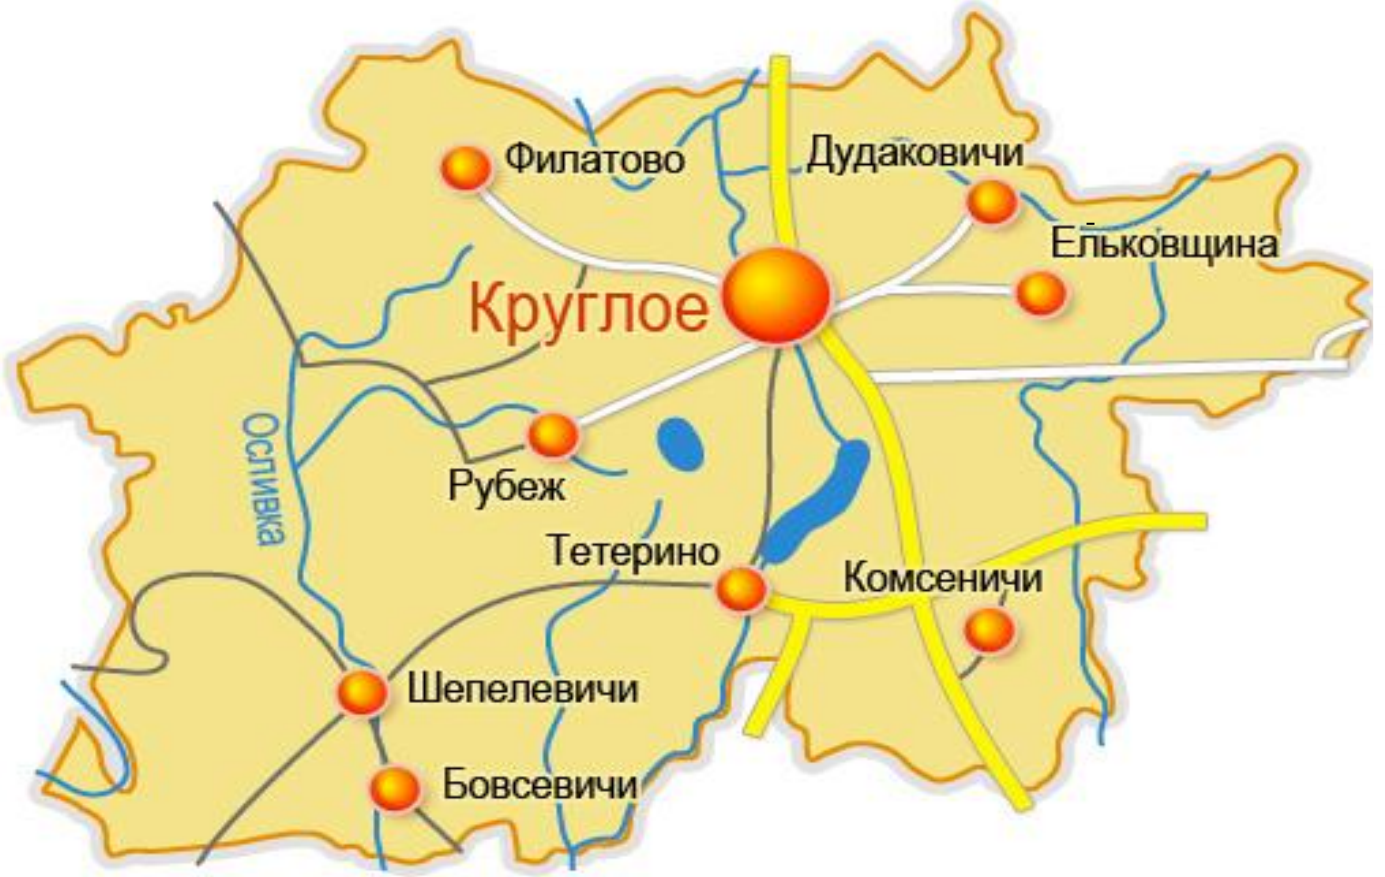 Филатово
Дудаковичи
Ельковщина
Круглое
Осливка
Рубеж
Тетерино
Комсеничи
Шепелевичи
Бовсевичи